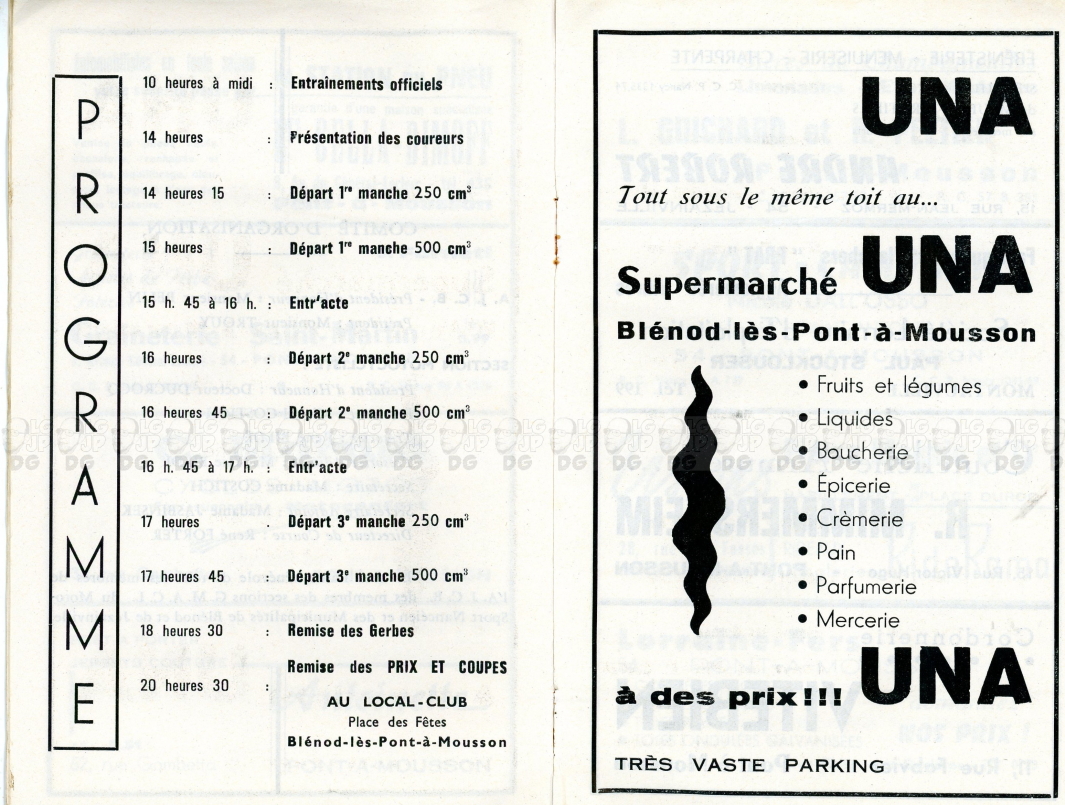 PROGRAMME
10 heures à midi : Entraînements officiels
14 heures : Présentation des coureurs
14 heures 15 : Départ 1re manche 250 cm3
15 heures : Départ 1re manche 500 cm3
15 h. 45 à 16 h. : Entr'acte
16 heures : Départ 2e manche 250 cm3
16 heures 45 : Départ 2e manche 500 cm3
16 h. 45 à 17 h. : Entr'acte
17 heures : Départ 3e manche 250 cm3
17 heures 45 : Départ 3e manche 500 cm3
18 heures 30 : Remise des Gerbes
Remise des PRIX ET COUPES
20 heures 30 :
AU LOCAL-CLUB
Place des Fêtes
Blénod-lès-Pont-à-Mousson
UNA
Tout sous le même toit au...
Supermarché UNA
Blénod-lès-Pont-à-Mousson
• Fruits et légumes
• Liquides
• Boucherie
• Épicerie
• Crèmerie
• Pain
• Parfumerie
• Mercerie
à des prix!!! UNA
TRÈS VASTE PARKING